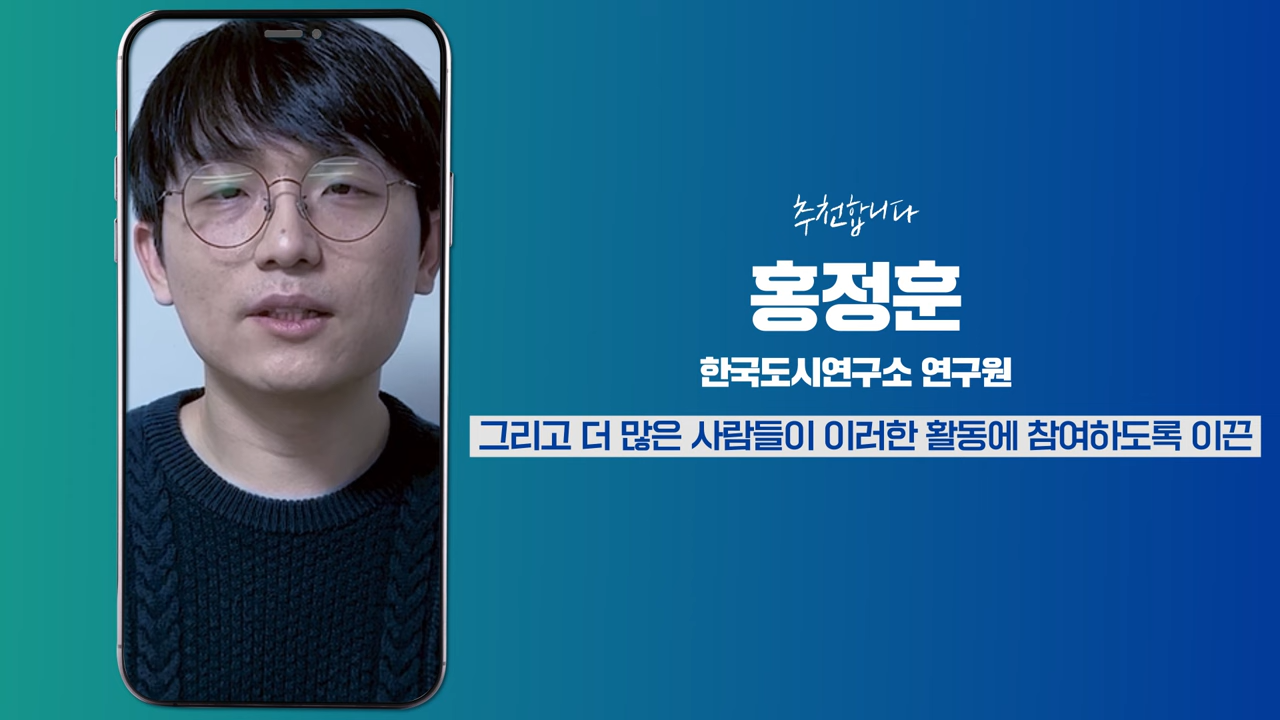 추천합니다
홍정훈
한국도시연구소 연구원
그리고 더 많은 사람들이 이러한 활동에 참여하도록 이끈